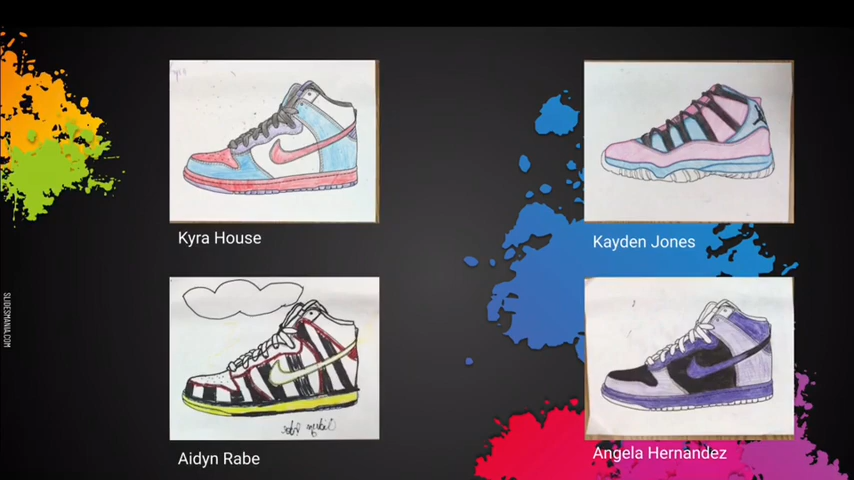 Kyra House
Kayden Jones
Aidyn Rabe
Angela Hernandez
SLIDESMANIA.COM